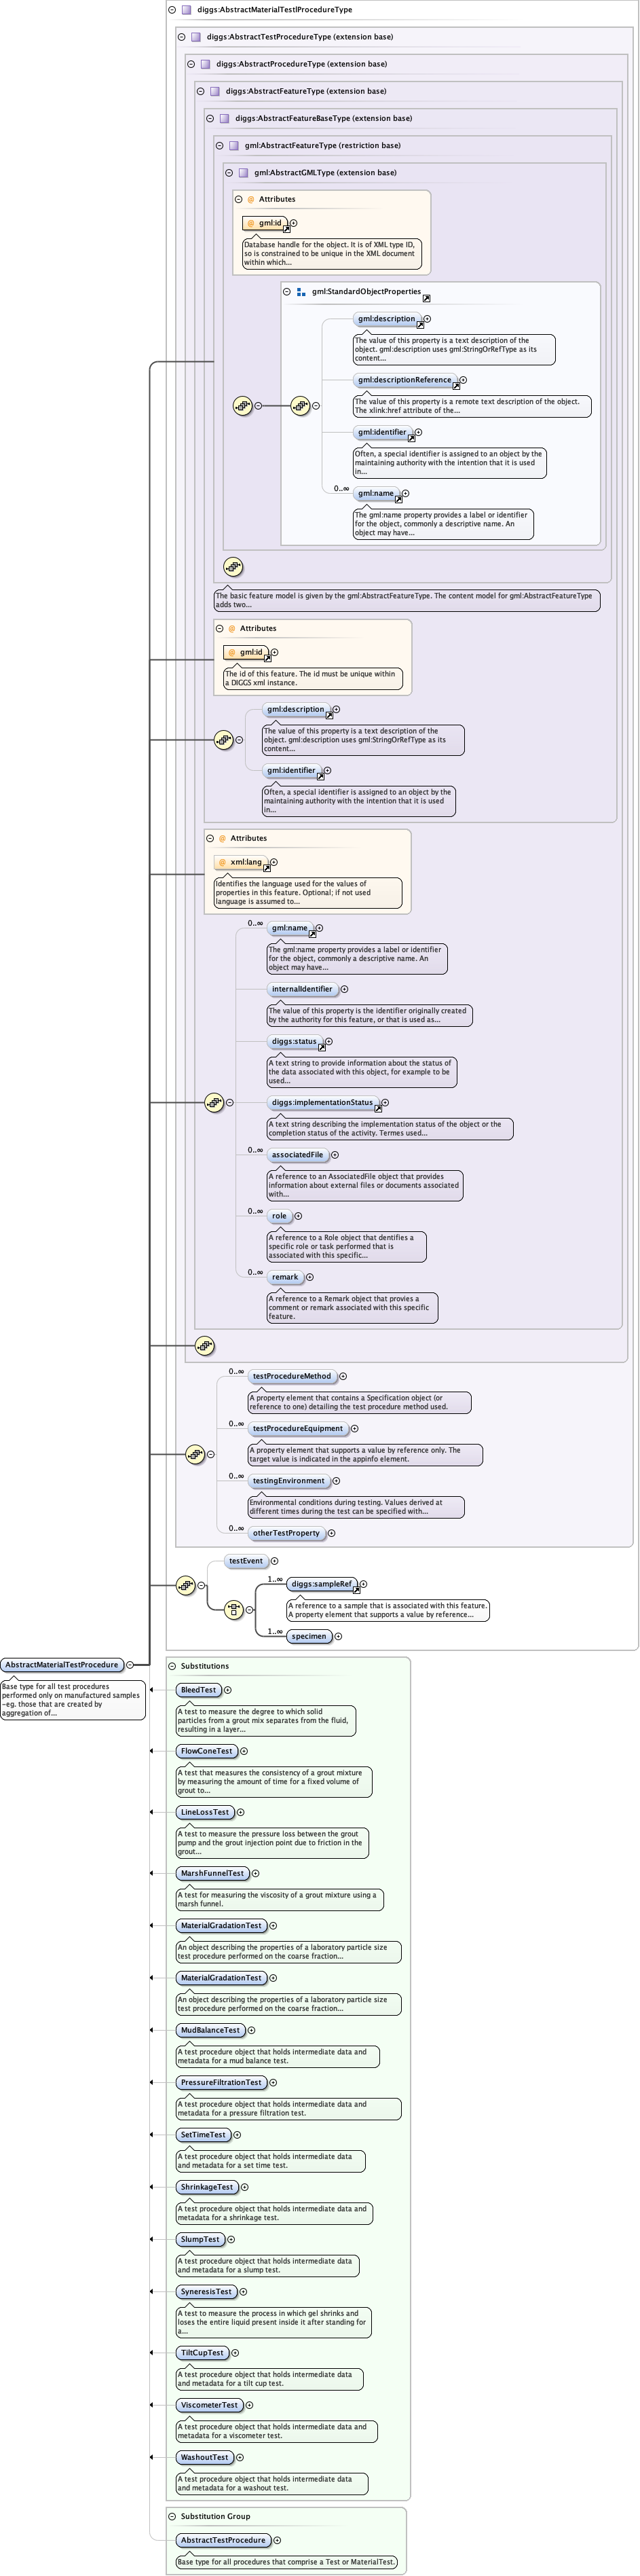 diggs:AbstractMaterialTestlProcedureType
diggs:AbstractTestProcedureType (extension base)
diggs:AbstractProcedureType (extension base)
diggs:AbstractFeatureType (extension base)
diggs:AbstractFeatureBaseType (extension base)
gml:AbstractFeatureType (restriction base)
gml:AbstractGMLType (extension base)
@ Attributes
@ gml:id
Database handle for the object. It is of XML type ID,
so is constrained to be unique in the XML document
within which...
gml:StandardObjectProperties
gml:description
The value of this property is a text description of the
object. gml:description uses gml:StringOrRefType as its
content...
gml:descriptionReference
The value of this property is a remote text description of the object.
The xlink:href attribute of the...
gml:identifier
Often, a special identifier is assigned to an object by the
maintaining authority with the intention that it is used
in...
0..∞
gml:name
The gml:name property provides a label or identifier
for the object, commonly a descriptive name. An
object may have...
The basic feature model is given by the gml:AbstractFeatureType. The content model for gml:AbstractFeatureType
adds two...
@ Attributes
@ gml:id
The id of this feature. The id must be unique within
a DIGGS xml instance.
gml:description
The value of this property is a text description of the
object. gml:description uses gml:StringOrRefType as its
content...
gml:identifier
Often, a special identifier is assigned to an object by the
maintaining authority with the intention that it is used
in...
@ Attributes
@ xml:lang
Identifies the language used for the values of
properties in this feature. Optional; if not used
language is assumed to...
0..∞
gml:name
The gml:name property provides a label or identifier
for the object, commonly a descriptive name. An
object may have...
internalIdentifier
The value of this property is the identifier originally created
by the authority for this feature, or that is used as...
diggs:status
A text string to provide information about the status of
the data associated with this object, for example to be
used...
diggs:implementationStatus
A text string describing the implementation status of the object or the
completion status of the activity. Termes used...
0..∞
associatedFile
A reference to an AssociatedFile object that provides
information about external files or documents associated
with...
0..∞
role
A reference to a Role object that dentifies a
specific role or task performed that is
associated with this specific...
0..∞
remark
A reference to a Remark object that provies a
comment or remark associated with this specific
feature.
0..∞
testProcedureMethod
A property element that contains a Specification object (or
reference to one) detailing the test procedure method used.
0..∞
testProcedureEquipment
A property element that supports a value by reference only. The
target value is indicated in the appinfo element.
0..∞
testingEnvironment
Environmental conditions during testing. Values derived at
different times during the test can be specified with...
0..∞
otherTestProperty
testEvent
1..∞
diggs:sampleRef
A reference to a sample that is associated with this feature.
A property element that supports a value by reference...
1..∞
specimen
AbstractMaterialTestProcedure
Base type for all test procedures
performed only on manufactured samples
-eg. those that are created by
aggregation of...
Substitutions
BleedTest
A test to measure the degree to which solid
particles from a grout mix separates from the fluid,
resulting in a layer...
FlowConeTest
A test that measures the consistency of a grout mixture
by measuring the amount of time for a fixed volume of
grout to...
LineLossTest
A test to measure the pressure loss between the grout
pump and the grout injection point due to friction in the
grout...
MarshFunnelTest
A test for measuring the viscosity of a grout mixture using a
marsh funnel.
MaterialGradationTest
An object describing the properties of a laboratory particle size
test procedure performed on the coarse fraction...
MaterialGradationTest
An object describing the properties of a laboratory particle size
test procedure performed on the coarse fraction...
MudBalanceTest
A test procedure object that holds intermediate data and
metadata for a mud balance test.
PressureFiltrationTest
A test procedure object that holds intermediate data and
metadata for a pressure filtration test.
SetTimeTest
A test procedure object that holds intermediate data
and metadata for a set time test.
ShrinkageTest
A test procedure object that holds intermediate data and
metadata for a shrinkage test.
SlumpTest
A test procedure object that holds intermediate data
and metadata for a slump test.
SyneresisTest
A test to measure the process in which gel shrinks and
loses the entire liquid present inside it after standing for
a...
TiltCupTest
A test procedure object that holds intermediate data
and metadata for a tilt cup test.
ViscometerTest
A test procedure object that holds intermediate data and
metadata for a viscometer test.
WashoutTest
A test procedure object that holds intermediate data
and metadata for a washout test.
Substitution Group
AbstractTestProcedure
Base type for all procedures that comprise a Test or MaterialTest.